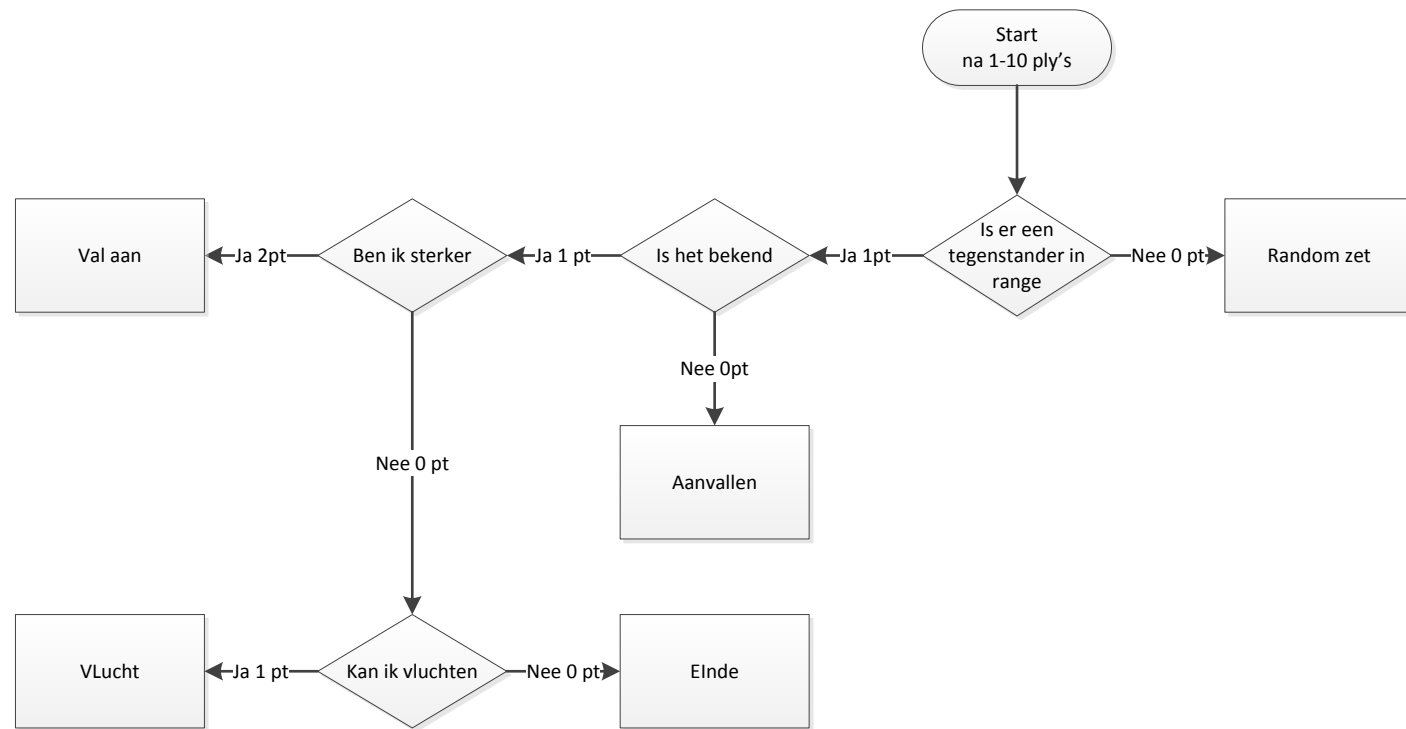 Start
na 1-10 ply’s
Val aan
Ja 2pt
Ben ik sterker
Ja 1 pt
Is het bekend
Ja 1pt
Is er een
tegenstander in
range
Nee 0 pt
Random zet
Nee 0pt
Nee 0 pt
Aanvallen
VLucht
Ja 1 pt
Kan ik vluchten
Nee 0 pt
EInde